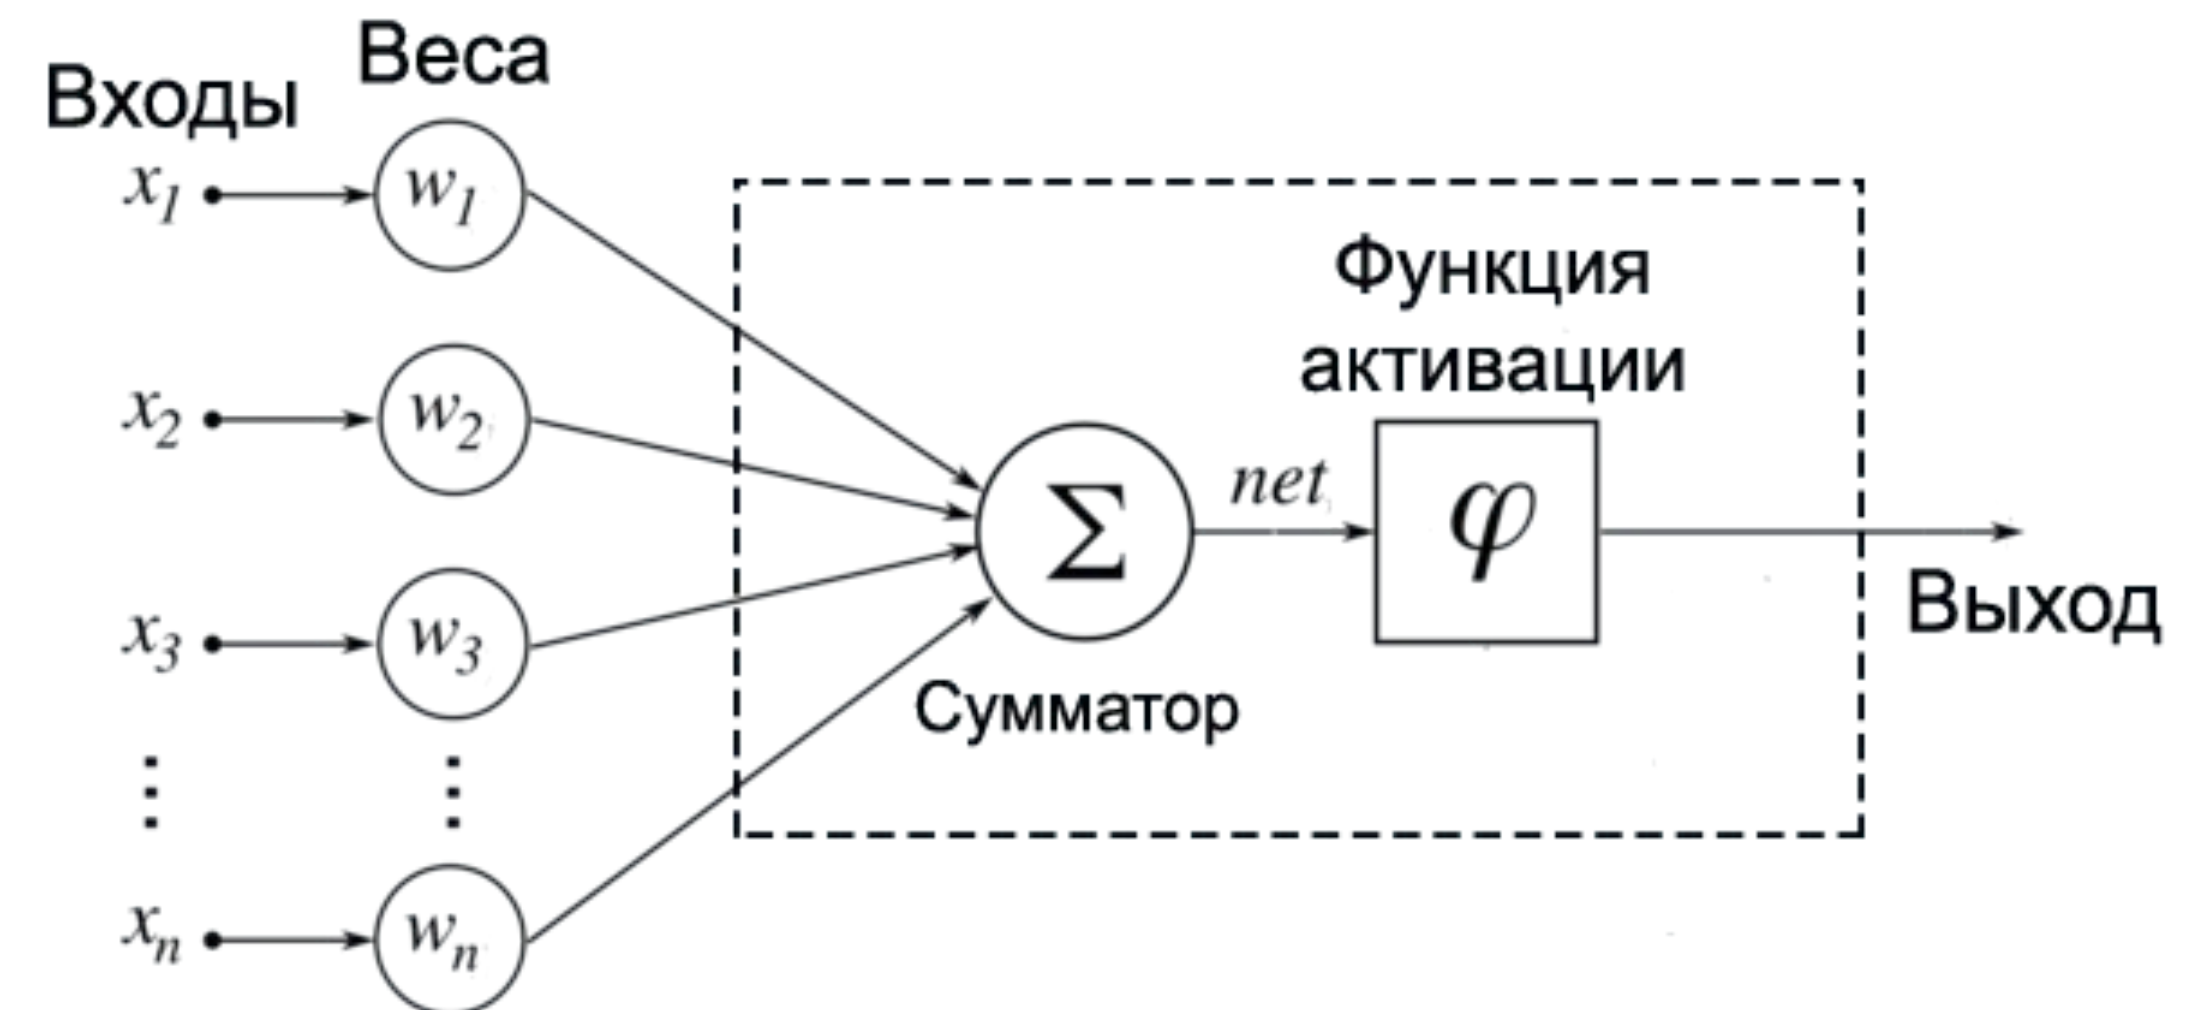 Веса
Входы
x1
w1
Функция
активации
x2
w2
net
Σ
φ
Выход
x3
w3
Сумматор
⋮ ⋮
xn
wn